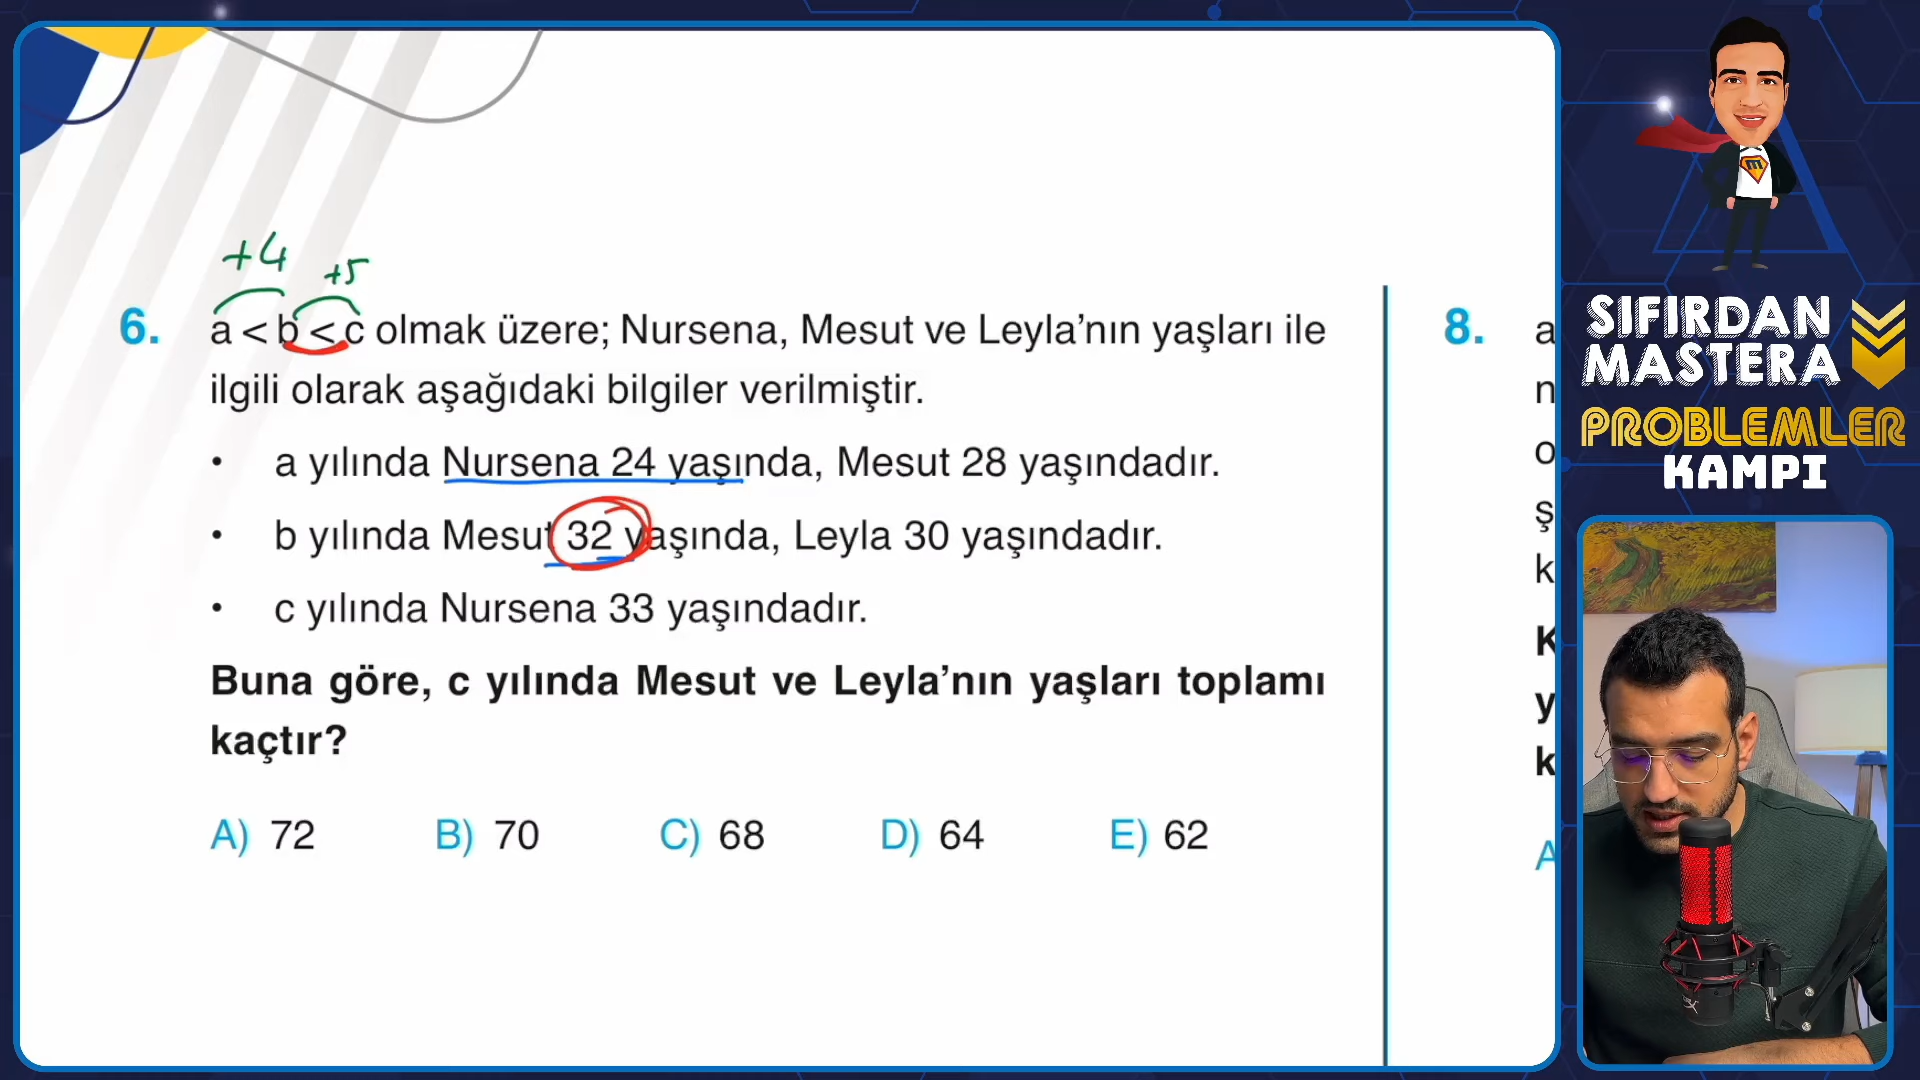 +4
+5
6. a < b < c olmak üzere; Nursena, Mesut ve Leyla’nın yaşları ile
ilgili olarak aşağıdaki bilgiler verilmiştir.
• a yılında Nursena 24 yaşında, Mesut 28 yaşındadır.
• b yılında Mesut 32 yaşında, Leyla 30 yaşındadır.
• c yılında Nursena 33 yaşındadır.
Buna göre, c yılında Mesut ve Leyla’nın yaşları toplamı
kaçtır?
A) 72 B) 70 C) 68 D) 64 E) 62
8. a
n
o
ş
k
K
y
k
A
m
SIFIRDAN
MASTERA
PROBLEMLER
KAMPI